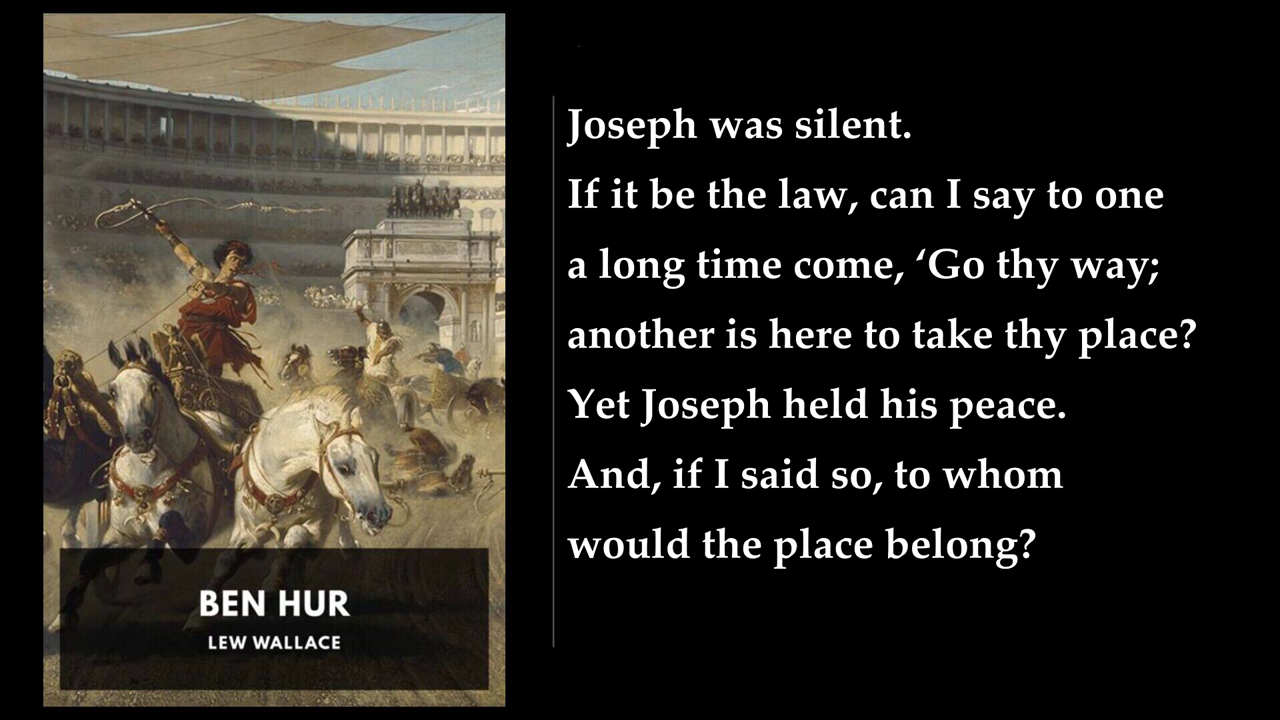 BEN HUR
LEW WALLACE
Joseph was silent.
If it be the law, can I say to one
a long time come, ‘Go thy way;
another is here to take thy place?
Yet Joseph held his peace.
And, if I said so, to whom
would the place belong?